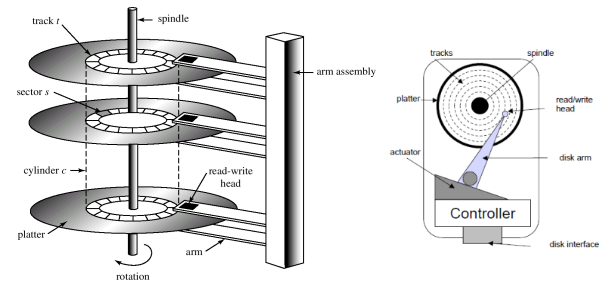 track t
spindle
arm assembly
sector s
cylinder c
read-write
head
platter
arm
rotation
tracks
spindle
platter
read/write
head
actuator
disk arm
Controller
disk interface